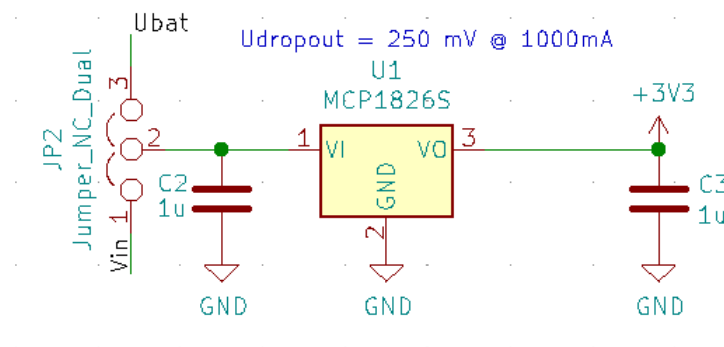 Ubat
Udropout = 250 mV @ 1000mA
U1
MCP1826S
+3V3
JP2
Jumper_NC_Dual
3
2
1
Vin
1
VI
VO
3
GND
2
C2
1u
C3
1u
GND
GND
GND